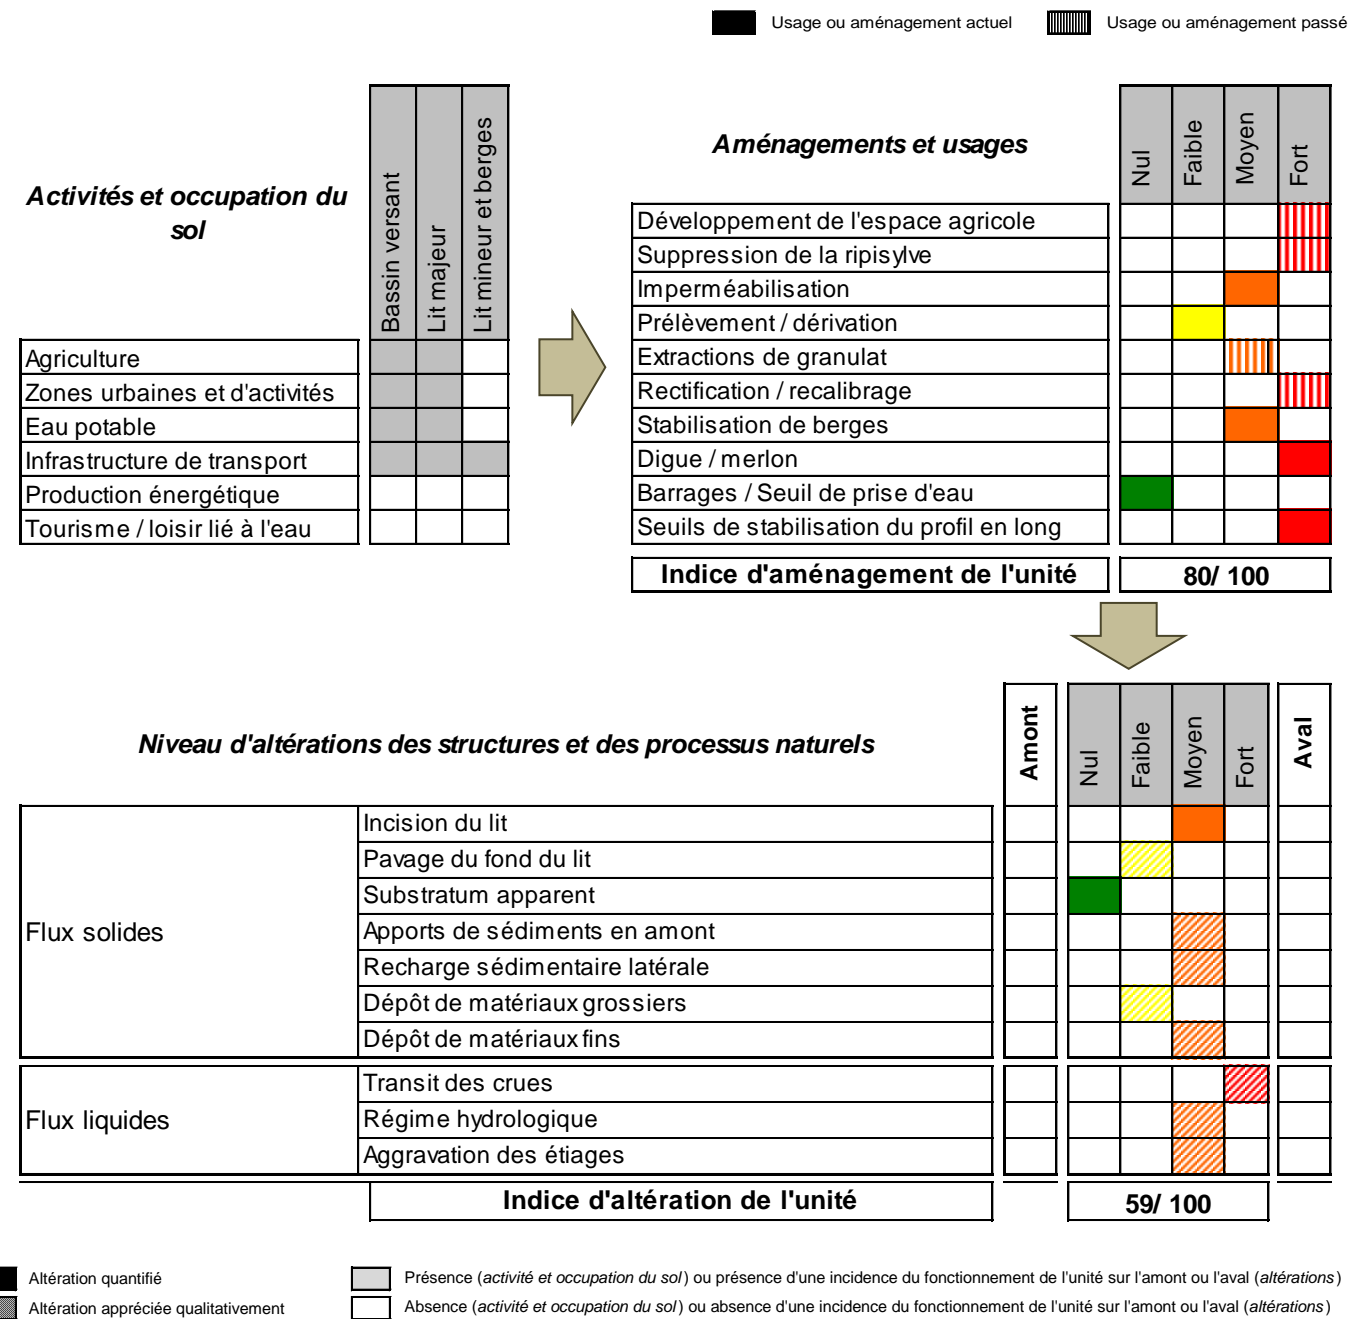 Usage ou aménagement actuel
Usage ou aménagement passé
Activités et occupation du
sol
Bassin versant
Lit majeur
Lit mineur et berges
Agriculture
Zones urbaines et d'activités
Eau potable
Infrastructure de transport
Production énergétique
Tourisme / loisir lié à l'eau
Aménagements et usages
Nul
Faible
Moyen
Fort
Développement de l'espace agricole
Suppression de la ripisylve
Imperméabilisation
Prélèvement / dérivation
Extractions de granulat
Rectification / recalibrage
Stabilisation de berges
Digue / merlon
Barrages / Seuil de prise d'eau
Seuils de stabilisation du profil en long
Indice d'aménagement de l'unité
80/ 100
Niveau d'altérations des structures et des processus naturels
Amont
Nul
Faible
Moyen
Fort
Aval
Flux solides
Incision du lit
Pavage du fond du lit
Substratum apparent
Apports de sédiments en amont
Recharge sédimentaire latérale
Dépôt de matériaux grossiers
Dépôt de matériaux fins
Flux liquides
Transit des crues
Régime hydrologique
Aggravation des étiages
Indice d'altération de l'unité
59/ 100
Altération quantifié
Présence (activité et occupation du sol) ou présence d'une incidence du fonctionnement de l'unité sur l'amont ou l'aval (altérations)
Altération appréciée qualitativement
Absence (activité et occupation du sol) ou absence d'une incidence du fonctionnement de l'unité sur l'amont ou l'aval (altérations)